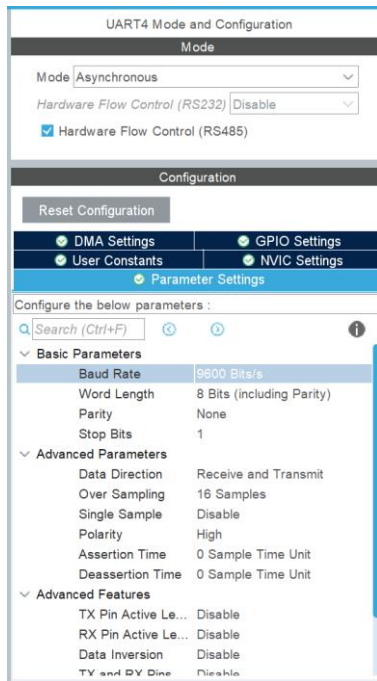 UART4 Mode and Configuration
Mode
Mode Asynchronous
Hardware Flow Control (RS232) Disable
Hardware Flow Control (RS485)
Configuration
Reset Configuration
DMA Settings GPIO Settings
User Constants NVIC Settings
Parameter Settings
Configure the below parameters :
Search (Ctrl+F)
Basic Parameters
Baud Rate 9600 Bits/s
Word Length 8 Bits (including Parity)
Parity None
Stop Bits 1
Advanced Parameters
Data Direction Receive and Transmit
Over Sampling 16 Samples
Single Sample Disable
Polarity High
Assertion Time 0 Sample Time Unit
Deassertion Time 0 Sample Time Unit
Advanced Features
TX Pin Active Le... Disable
RX Pin Active Le... Disable
Data Inversion Disable
TX and RX Pins Disable